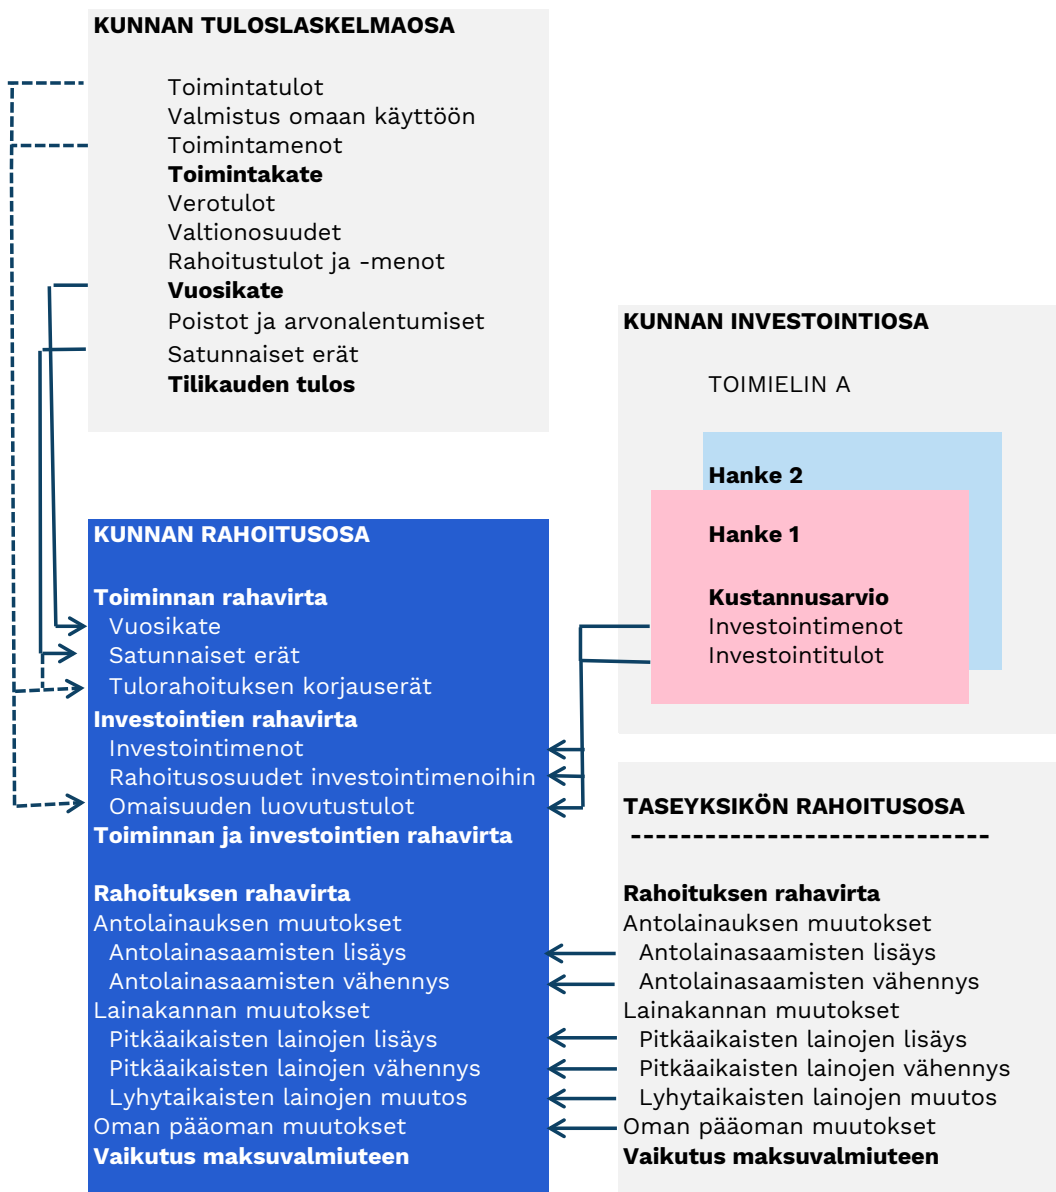 KUNNAN TULOSLASKELMAOSA
Toimintatulot
Valmistus omaan käyttöön
Toimintamenot
Toimintakate
Verotulot
Valtionosuudet
Rahoitustulot ja -menot
Vuosikate
Poistot ja arvonalentumiset
Satunnaiset erät
Tilikauden tulos
KUNNAN INVESTOINTIOSA
TOIMIELIN A
Hanke 2
Hanke 1
Kustannusarvio
Investointimenot
Investointitulot
KUNNAN RAHOITUSOSA
Toiminnan rahavirta
Vuosikate
Satunnaiset erät
Tulorahoituksen korjauserät
Investointien rahavirta
Investointimenot
Rahoitusosuudet investointimenoihin
Omaisuuden luovutustulot
Toiminnan ja investointien rahavirta
Rahoituksen rahavirta
Antolainauksen muutokset
Antolainasaamisten lisäys
Antolainasaamisten vähennys
Lainakannan muutokset
Pitkäaikaisten lainojen lisäys
Pitkäaikaisten lainojen vähennys
Lyhytaikaisten lainojen muutos
Oman pääoman muutokset
Vaikutus maksuvalmiuteen
TASEYKSIKÖN RAHOITUSOSA
-----------------------------
Rahoituksen rahavirta
Antolainauksen muutokset
Antolainasaamisten lisäys
Antolainasaamisten vähennys
Lainakannan muutokset
Pitkäaikaisten lainojen lisäys
Pitkäaikaisten lainojen vähennys
Lyhytaikaisten lainojen muutos
Oman pääoman muutokset
Vaikutus maksuvalmiuteen